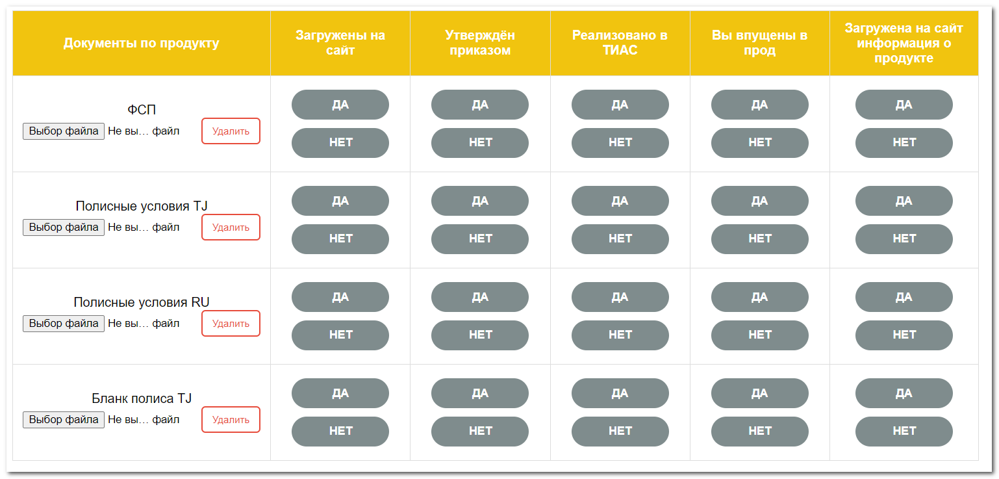 Документы по продукту
Загружены на
сайт
Утверждён
приказом
Реализовано в
ТИАС
Вы впущены в
прод
Загружена на сайт
информация о
продукте
ФСП
Выбор файла Не вы... файл Удалить
ДА ДА ДА ДА ДА
НЕТ НЕТ НЕТ НЕТ НЕТ
Полисные условия TJ
Выбор файла Не вы... файл Удалить
ДА ДА ДА ДА ДА
НЕТ НЕТ НЕТ НЕТ НЕТ
Полисные условия RU
Выбор файла Не вы... файл Удалить
ДА ДА ДА ДА ДА
НЕТ НЕТ НЕТ НЕТ НЕТ
Бланк полиса TJ
Выбор файла Не вы... файл Удалить
ДА ДА ДА ДА ДА
НЕТ НЕТ НЕТ НЕТ НЕТ